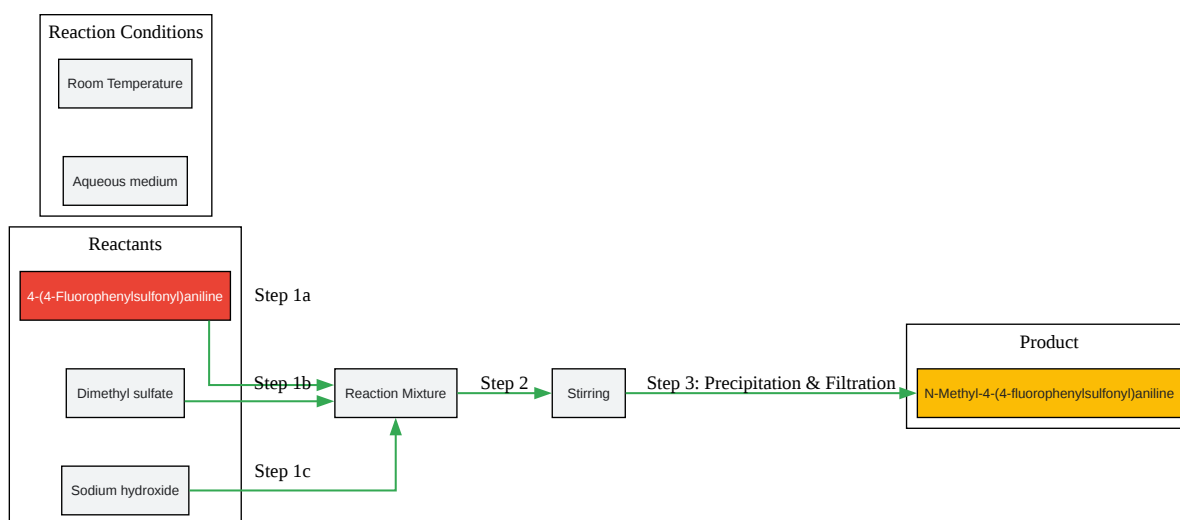 Reaction Conditions
Room Temperature
Aqueous medium
Reactants
4-(4-Fluorophenylsulfonyl)aniline
Step 1a
Dimethyl sulfate
Step 1b
Reaction Mixture
Step 2
Stirring
Step 3: Precipitation & Filtration
Product
N-Methyl-4-(4-fluorophenylsulfonyl)aniline
Sodium hydroxide
Step 1c